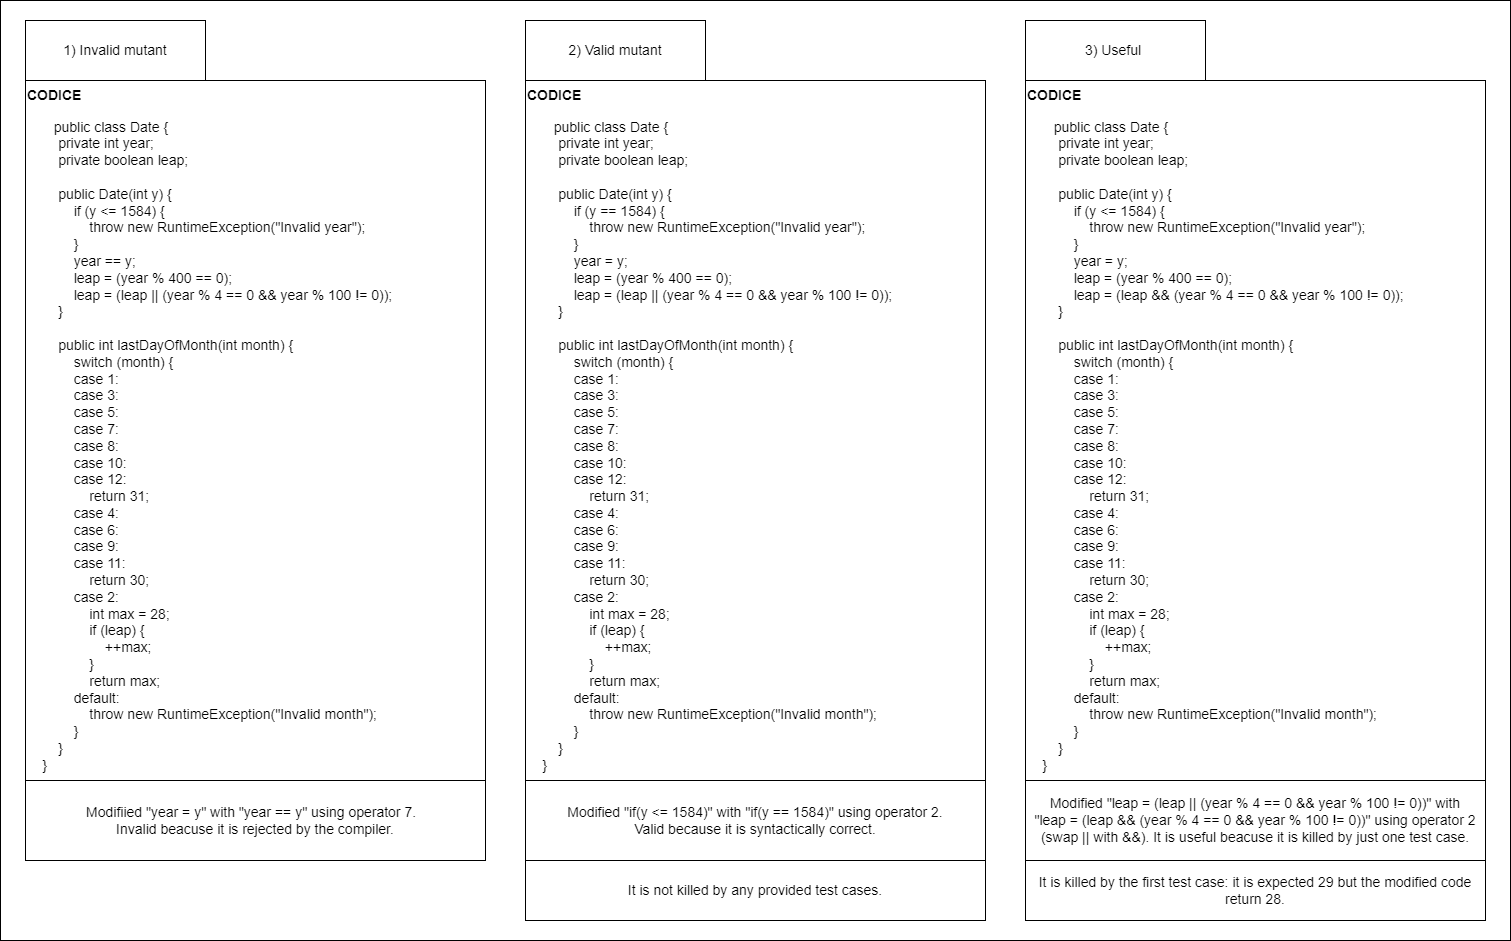 1) Invalid mutant
CODICE
public class Date {
private int year;
private boolean leap;
public Date(int y) {
if (y <= 1584) {
throw new RuntimeException("Invalid year");
}
year == y;
leap = (year % 400 == 0);
leap = (leap || (year % 4 == 0 && year % 100 != 0));
}
public int lastDayOfMonth(int month) {
switch (month) {
case 1:
case 3:
case 5:
case 7:
case 8:
case 10:
case 12:
return 31;
case 4:
case 6:
case 9:
case 11:
return 30;
case 2:
int max = 28;
if (leap) {
++max;
}
return max;
default:
throw new RuntimeException("Invalid month");
}
}
}
Modifiied "year = y" with "year == y" using operator 7.
Invalid beacuse it is rejected by the compiler.
2) Valid mutant
CODICE
public class Date {
private int year;
private boolean leap;
public Date(int y) {
if (y == 1584) {
throw new RuntimeException("Invalid year");
}
year = y;
leap = (year % 400 == 0);
leap = (leap || (year % 4 == 0 && year % 100 != 0));
}
public int lastDayOfMonth(int month) {
switch (month) {
case 1:
case 3:
case 5:
case 7:
case 8:
case 10:
case 12:
return 31;
case 4:
case 6:
case 9:
case 11:
return 30;
case 2:
int max = 28;
if (leap) {
++max;
}
return max;
default:
throw new RuntimeException("Invalid month");
}
}
}
Modified "if(y <= 1584)" with "if(y == 1584)" using operator 2.
Valid because it is syntactically correct.
It is not killed by any provided test cases.
3) Useful
CODICE
public class Date {
private int year;
private boolean leap;
public Date(int y) {
if (y <= 1584) {
throw new RuntimeException("Invalid year");
}
year = y;
leap = (year % 400 == 0);
leap = (leap && (year % 4 == 0 && year % 100 != 0));
}
public int lastDayOfMonth(int month) {
switch (month) {
case 1:
case 3:
case 5:
case 7:
case 8:
case 10:
case 12:
return 31;
case 4:
case 6:
case 9:
case 11:
return 30;
case 2:
int max = 28;
if (leap) {
++max;
}
return max;
default:
throw new RuntimeException("Invalid month");
}
}
}
Modified "leap = (leap || (year % 4 == 0 && year % 100 != 0))" with
"leap = (leap && (year % 4 == 0 && year % 100 != 0))" using operator 2
(swap || with &&). It is useful beacuse it is killed by just one test case.
It is killed by the first test case: it is expected 29 but the modified code
return 28.